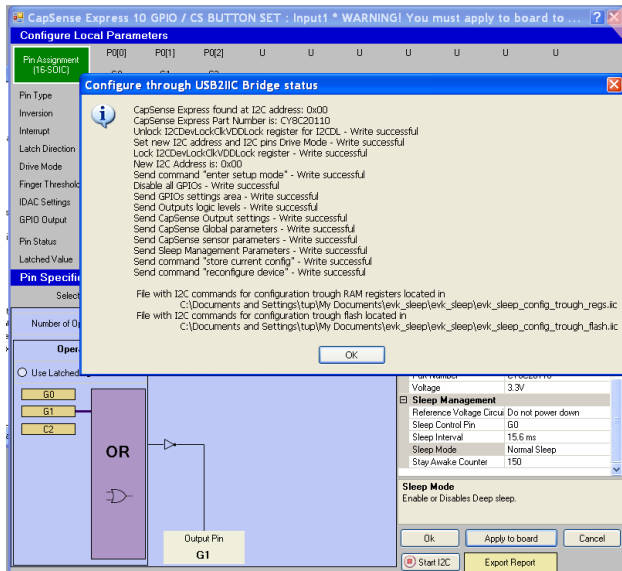 CapSense Express 10 GPIO / CS BUTTON SET : Input1 * WARNING! You must apply to board to ...
Configure Local Parameters
Pin Assignment (16-SOIC) P0[0] P0[1] P0[2] U U U U U U U
Configure through USB2IIC Bridge status
CapSense Express found at I2C address: 0x00
CapSense Express Part Number is: CY8C20110
Unlock I2CDevLockClkVDDLock register for I2CDL - Write successful
Set new I2C address and I2C pins Drive Mode - Write successful
Lock I2CDevLockClkVDDLock register - Write successful
New I2C Address is: 0x00
Send command "enter setup mode" - Write successful
Disable all GPIOs - Write successful
Send GPIOs settings area - Write successful
Send Outputs logic levels - Write successful
Send CapSense Output settings - Write successful
Send CapSense Global parameters - Write successful
Send CapSense sensor parameters - Write successful
Send Sleep Management Parameters - Write successful
Send command "store current config" - Write successful
Send command "reconfigure device" - Write successful
File with I2C commands for configuration trough RAM registers located in
C:\Documents and Settings\tup\My Documents\evk_sleep\evk_sleep\evk_sleep_config_trough_regs.iic
File with I2C commands for configuration trough flash located in
C:\Documents and Settings\tup\My Documents\evk_sleep\evk_sleep\evk_sleep_config_trough_flash.iic
OK
Pin Type
Inversion
Interrupt
Latch Direction
Drive Mode
Finger Threshold
IDAC Settings
GPIO Output
Pin Status
Latched Value
Pin Specifi
Select
Number of Op
Opera
Use Latched
G0
G1
C2
OR
Output Pin
G1
Part Number CY8C20110
Voltage 3.3V
Sleep Management
Reference Voltage Circui Do not power down
Sleep Control Pin G0
Sleep Interval 15.6 ms
Sleep Mode Normal Sleep
Stay Awake Counter 150
Sleep Mode
Enable or Disables Deep sleep.
Ok Apply to board Cancel
Start I2C Export Report